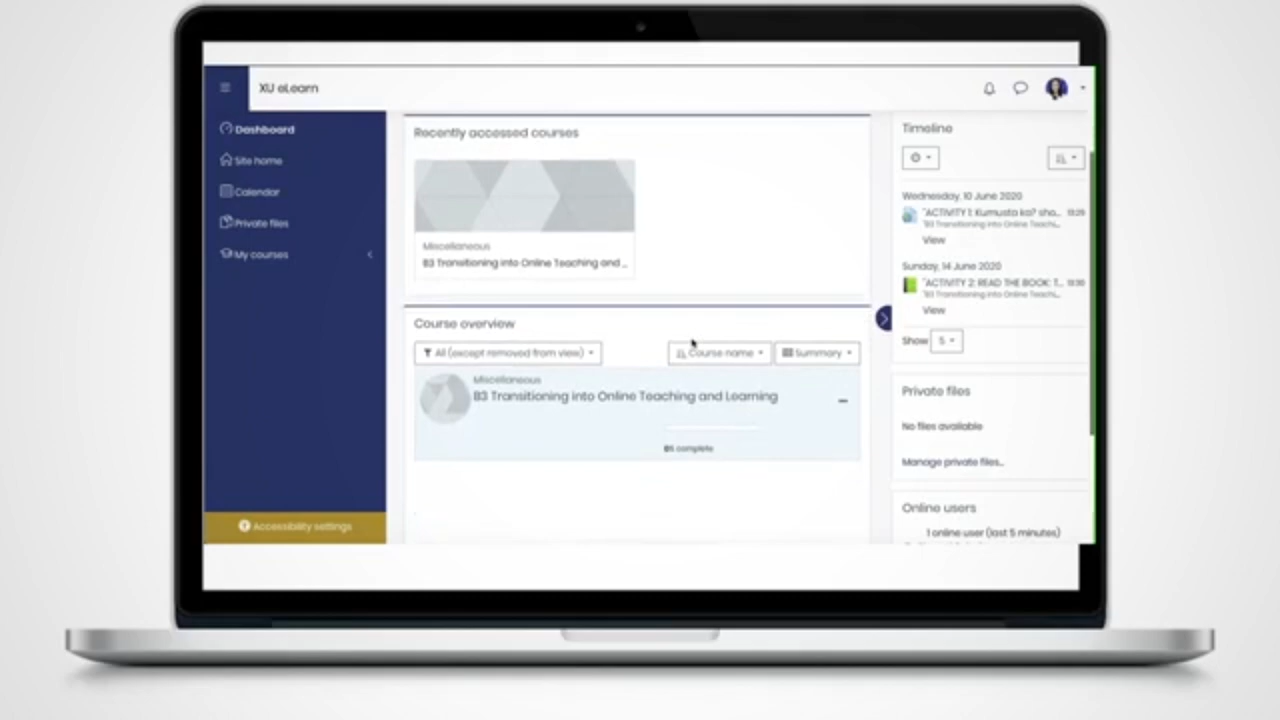 XU eLearn
Dashboard
Site home
Calendar
Private files
My courses
Accessibility settings
Recently accessed courses
Miscellaneous
B3 Transitioning into Online Teaching and ...
Course overview
All (except removed from view)
Course name
Summary
Miscellaneous
B3 Transitioning into Online Teaching and Learning
complete
Timeline
Wednesday, 10 June 2020
"ACTIVITY 1: Kumusta ka? sha... 13:25
"B3 Transitioning into Online Teachi...
View
Sunday, 14 June 2020
"ACTIVITY 2: READ THE BOOK: T...
"B3 Transitioning into Online Teachi...
View
Show 5
Private files
No files available
Manage private files...
Online users
1 online user (last 5 minutes)